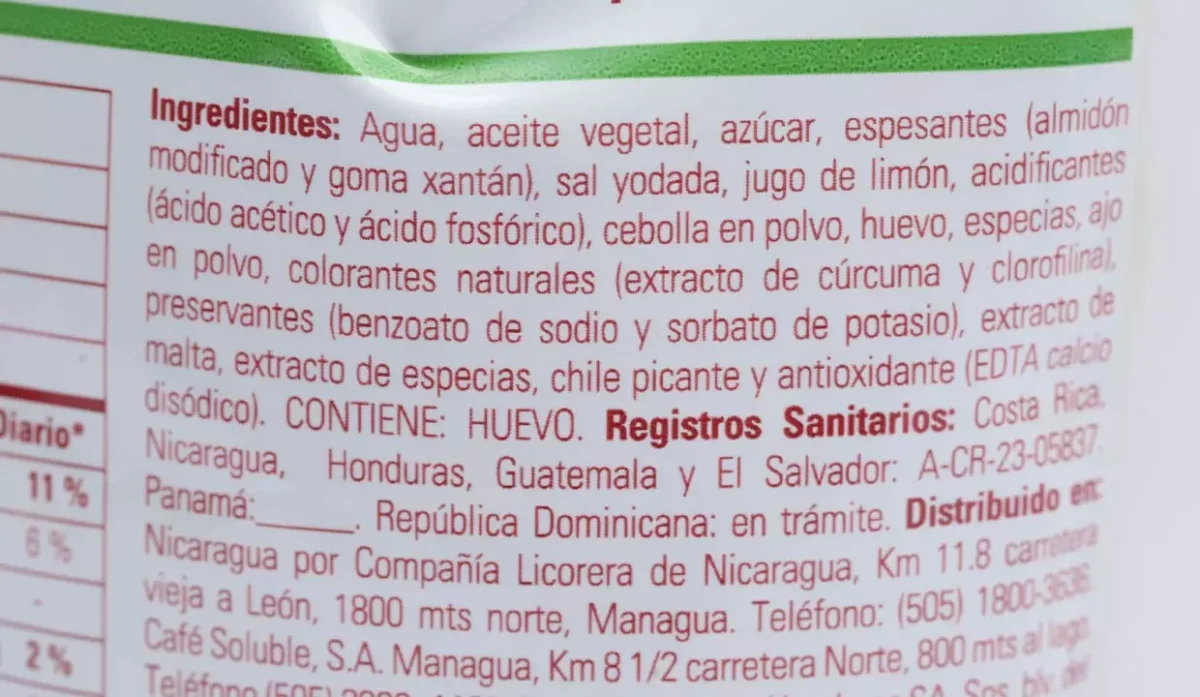 Ingredientes: Agua, aceite vegetal, azúcar, espesantes (almidón
modificado y goma xantán), sal yodada, jugo de limón, acidificantes
(ácido acético y ácido fosfórico), cebolla en polvo, huevo, especias, ajo
en polvo, colorantes naturales (extracto de cúrcuma y clorofilina),
preservantes (benzoato de sodio y sorbato de potasio), extracto de
malta, extracto de especias, chile picante y antioxidante (EDTA calcio
disódico). CONTIENE: HUEVO. Registros Sanitarios: Costa Rica,
Nicaragua, Honduras, Guatemala y El Salvador: A-CR-23-05837.
Panamá:_____. República Dominicana: en trámite. Distribuido en:
Nicaragua por Compañía Licorera de Nicaragua, Km 11.8 carretera
vieja a León, 1800 mts norte, Managua. Teléfono: (505) 1800-3636
Café Soluble, S.A. Managua, Km 8 1/2 carretera Norte, 800 mts al lago.
Teléfono (505)
Diario*
11 %
6 %
-
2 %